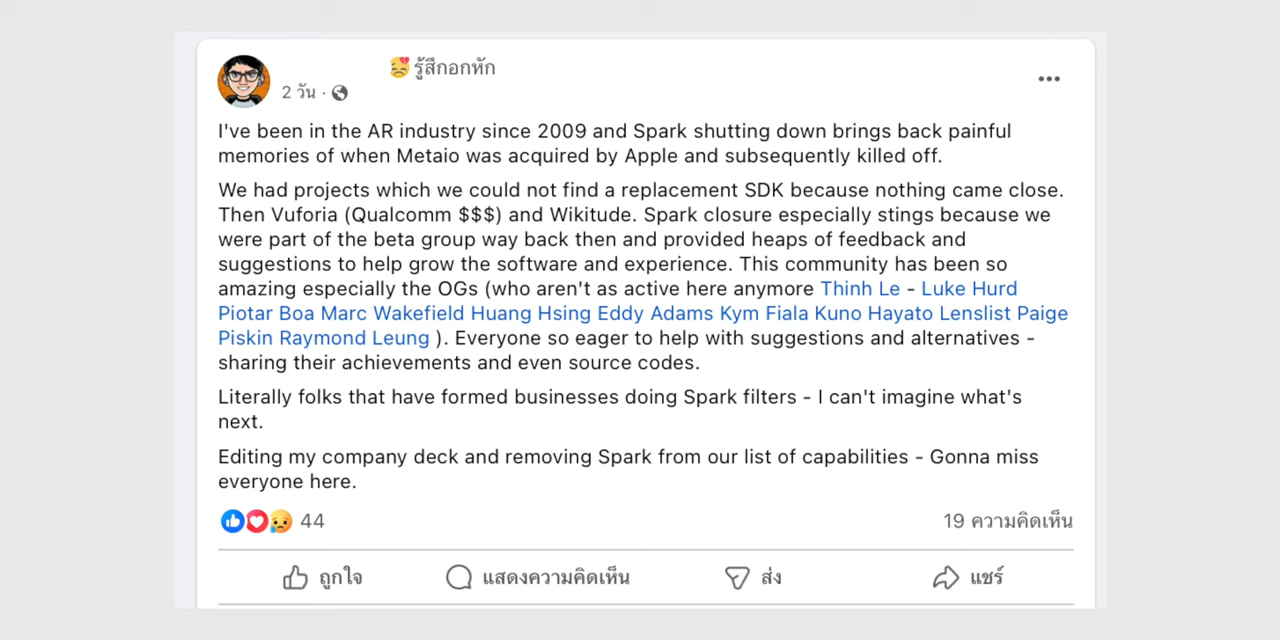 รู้สึกอกหัก
2 วัน ·
I've been in the AR industry since 2009 and Spark shutting down brings back painful
memories of when Metaio was acquired by Apple and subsequently killed off.
We had projects which we could not find a replacement SDK because nothing came close.
Then Vuforia (Qualcomm $$$) and Wikitude. Spark closure especially stings because we
were part of the beta group way back then and provided heaps of feedback and
suggestions to help grow the software and experience. This community has been so
amazing especially the OGs (who aren't as active here anymore Thinh Le - Luke Hurd
Piotar Boa Marc Wakefield Huang Hsing Eddy Adams Kym Fiala Kuno Hayato Lenslist Paige
Piskin Raymond Leung ). Everyone so eager to help with suggestions and alternatives -
sharing their achievements and even source codes.
Literally folks that have formed businesses doing Spark filters - I can't imagine what's
next.
Editing my company deck and removing Spark from our list of capabilities - Gonna miss
everyone here.
44
19 ความคิดเห็น
ถูกใจ
แสดงความคิดเห็น
ส่ง
แชร์